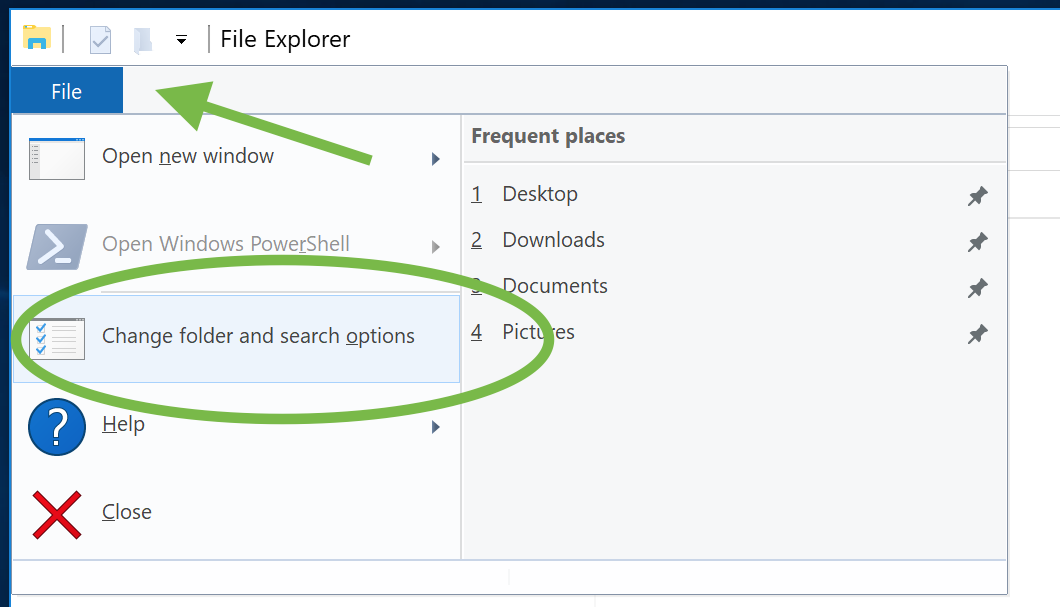 File Explorer
File
Open new window
Open Windows PowerShell
Change folder and search options
Help
Close
Frequent places
1 Desktop
2 Downloads
3 Documents
4 Pictures